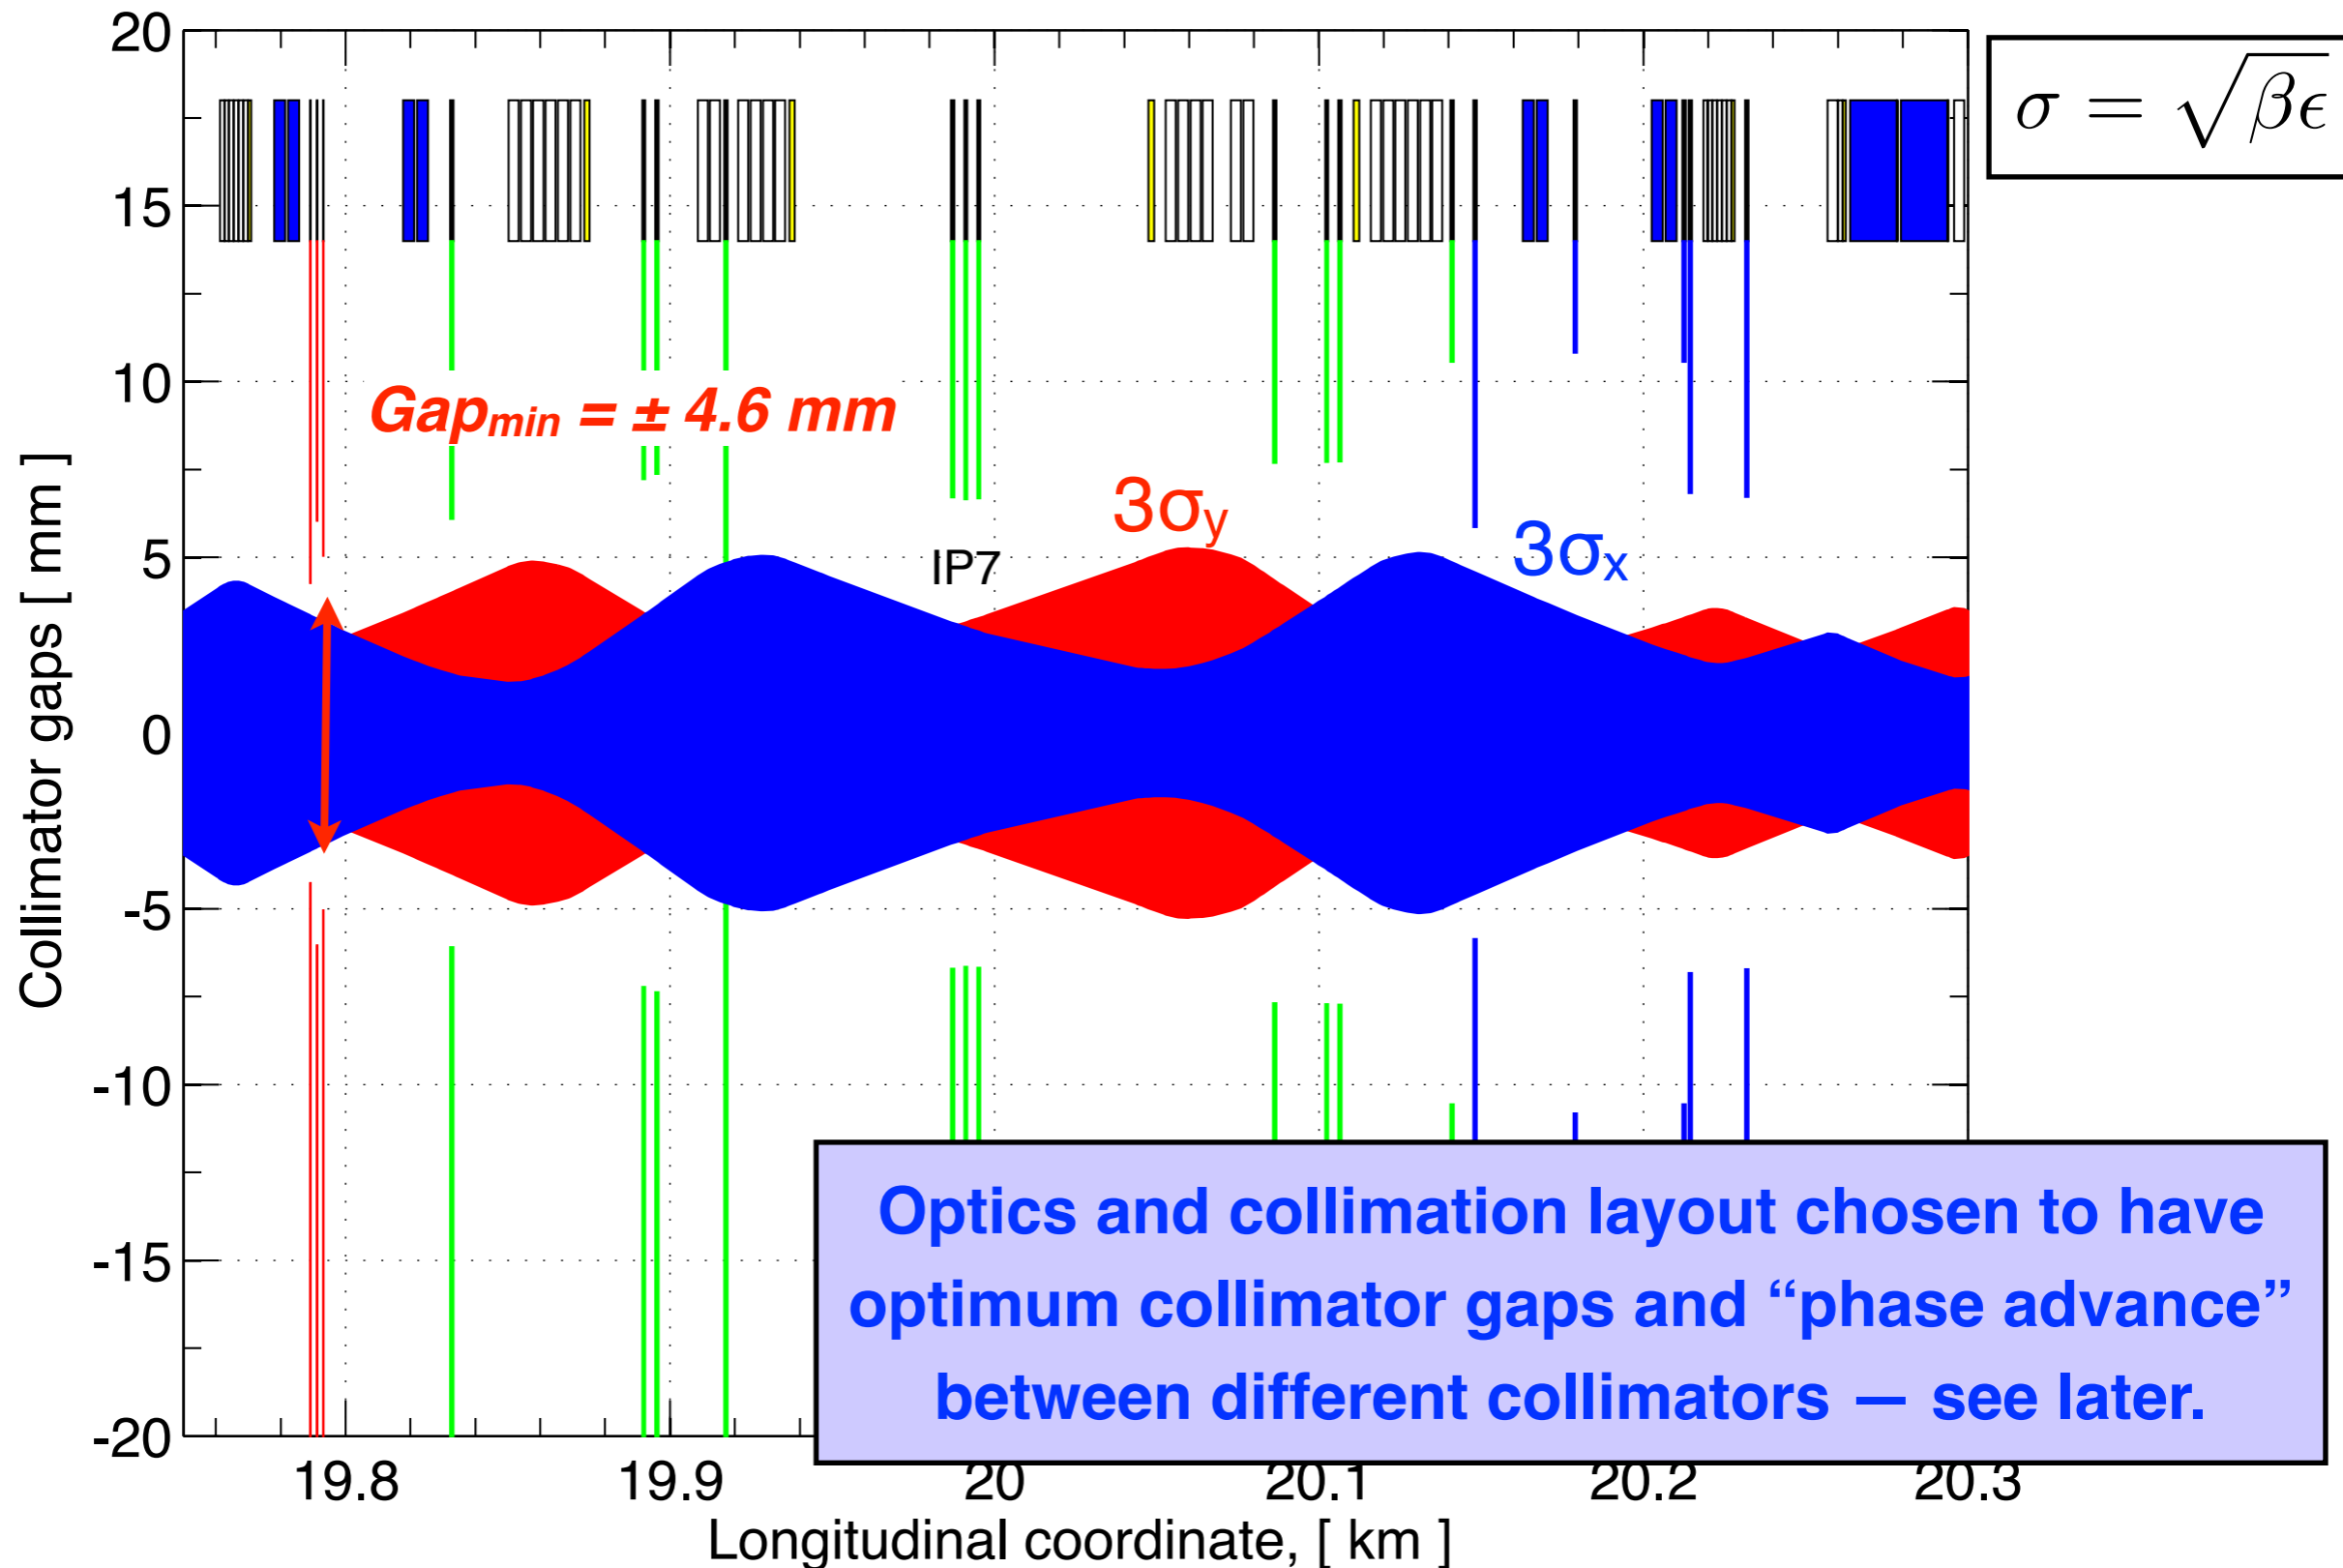 20
15
10
5
0
-5
-10
-15
-20
Collimator gaps [ mm ]
σ = √βϵ
Gapmin = ± 4.6 mm
3σy
IP7
3σx
Optics and collimation layout chosen to have
optimum collimator gaps and “phase advance”
between different collimators — see later.
19.8 19.9 20 20.1 20.2 20.3
Longitudinal coordinate, [ km ]